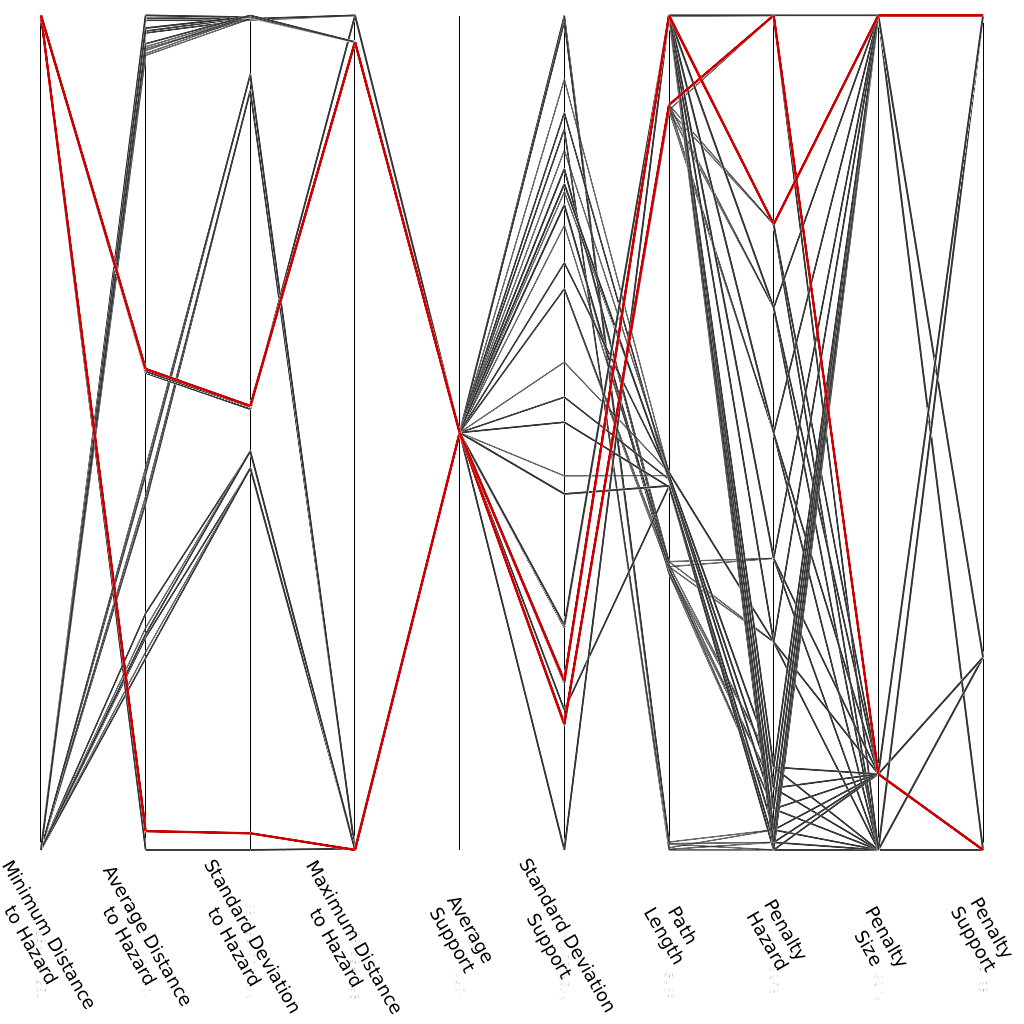 Minimum Distance
to Hazard
Average Distance
to Hazard
Standard Deviation
to Hazard
Maximum Distance
to Hazard
Average
Support
Standard Deviation
Support
Path
Length
Penalty
Hazard
Penalty
Size
Penalty
Support